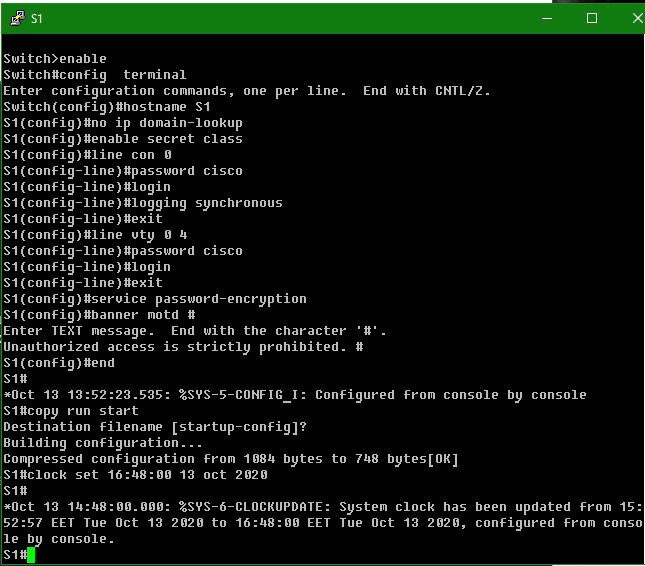 S1
Switch>enable
Switch#config  terminal
Enter configuration commands, one per line.  End with CNTL/Z.
Switch(config)#hostname S1
S1(config)#no ip domain-lookup
S1(config)#enable secret class
S1(config)#line con 0
S1(config-line)#password cisco
S1(config-line)#login
S1(config-line)#logging synchronous
S1(config-line)#exit
S1(config)#line vty 0 4
S1(config-line)#password cisco
S1(config-line)#login
S1(config-line)#exit
S1(config)#service password-encryption
S1(config)#banner motd #
Enter TEXT message.  End with the character '#'.
Unauthorized access is strictly prohibited. #
S1(config)#end
S1#
*Oct 13 13:52:23.535: %SYS-5-CONFIG_I: Configured from console by console
S1#copy run start
Destination filename [startup-config]?
Building configuration...
Compressed configuration from 1084 bytes to 748 bytes[OK]
S1#clock set 16:48:00 13 oct 2020
S1#
*Oct 13 14:48:00.000: %SYS-6-CLOCKUPDATE: System clock has been updated from 15:
52:57 EET Tue Oct 13 2020 to 16:48:00 EET Tue Oct 13 2020, configured from conso
le by console.
S1#